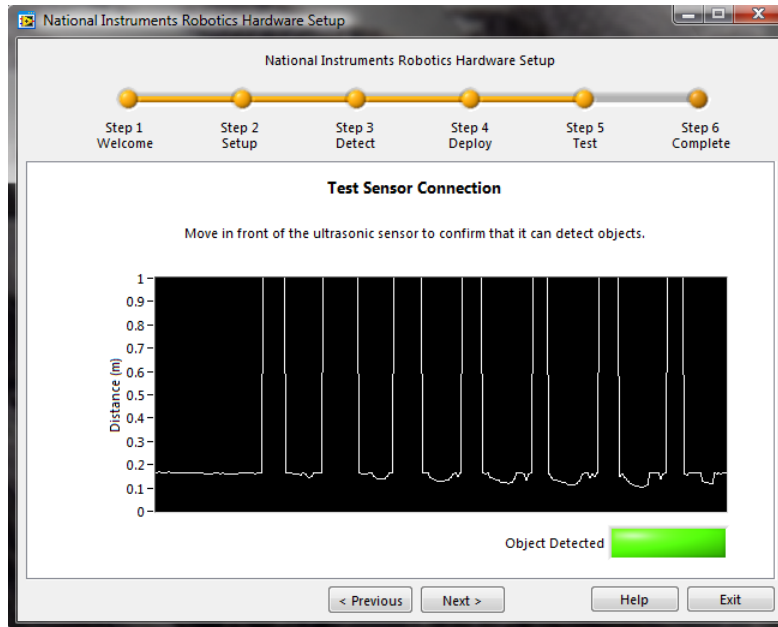 National Instruments Robotics Hardware Setup
National Instruments Robotics Hardware Setup
Step 1 Step 2 Step 3 Step 4 Step 5 Step 6
Welcome Setup Detect Deploy Test Complete
Test Sensor Connection
Move in front of the ultrasonic sensor to confirm that it can detect objects.
1
0.9
0.8
0.7
0.6
0.5
0.4
0.3
0.2
0.1
0
Distance (m)
Object Detected
< Previous Next > Help Exit